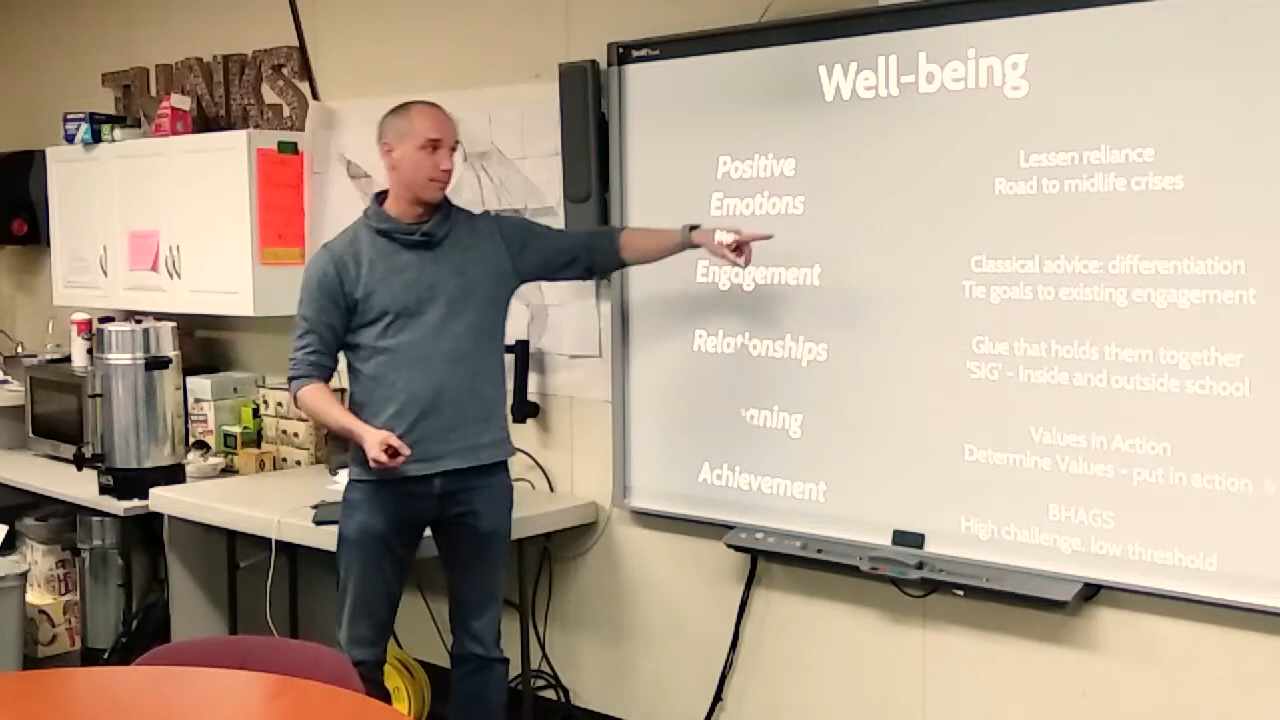 THINKS
Well-being
Positive
Emotions
Engagement
Relationships
aning
Achievement
Lessen reliance
Road to midlife crises
Classical advice: differentiation
Tie goals to existing engagement
Glue that holds them together
'SIG' - Inside and outside school
Values in Action
Determine Values - put in action
BHAGS
High challenge, low threshold